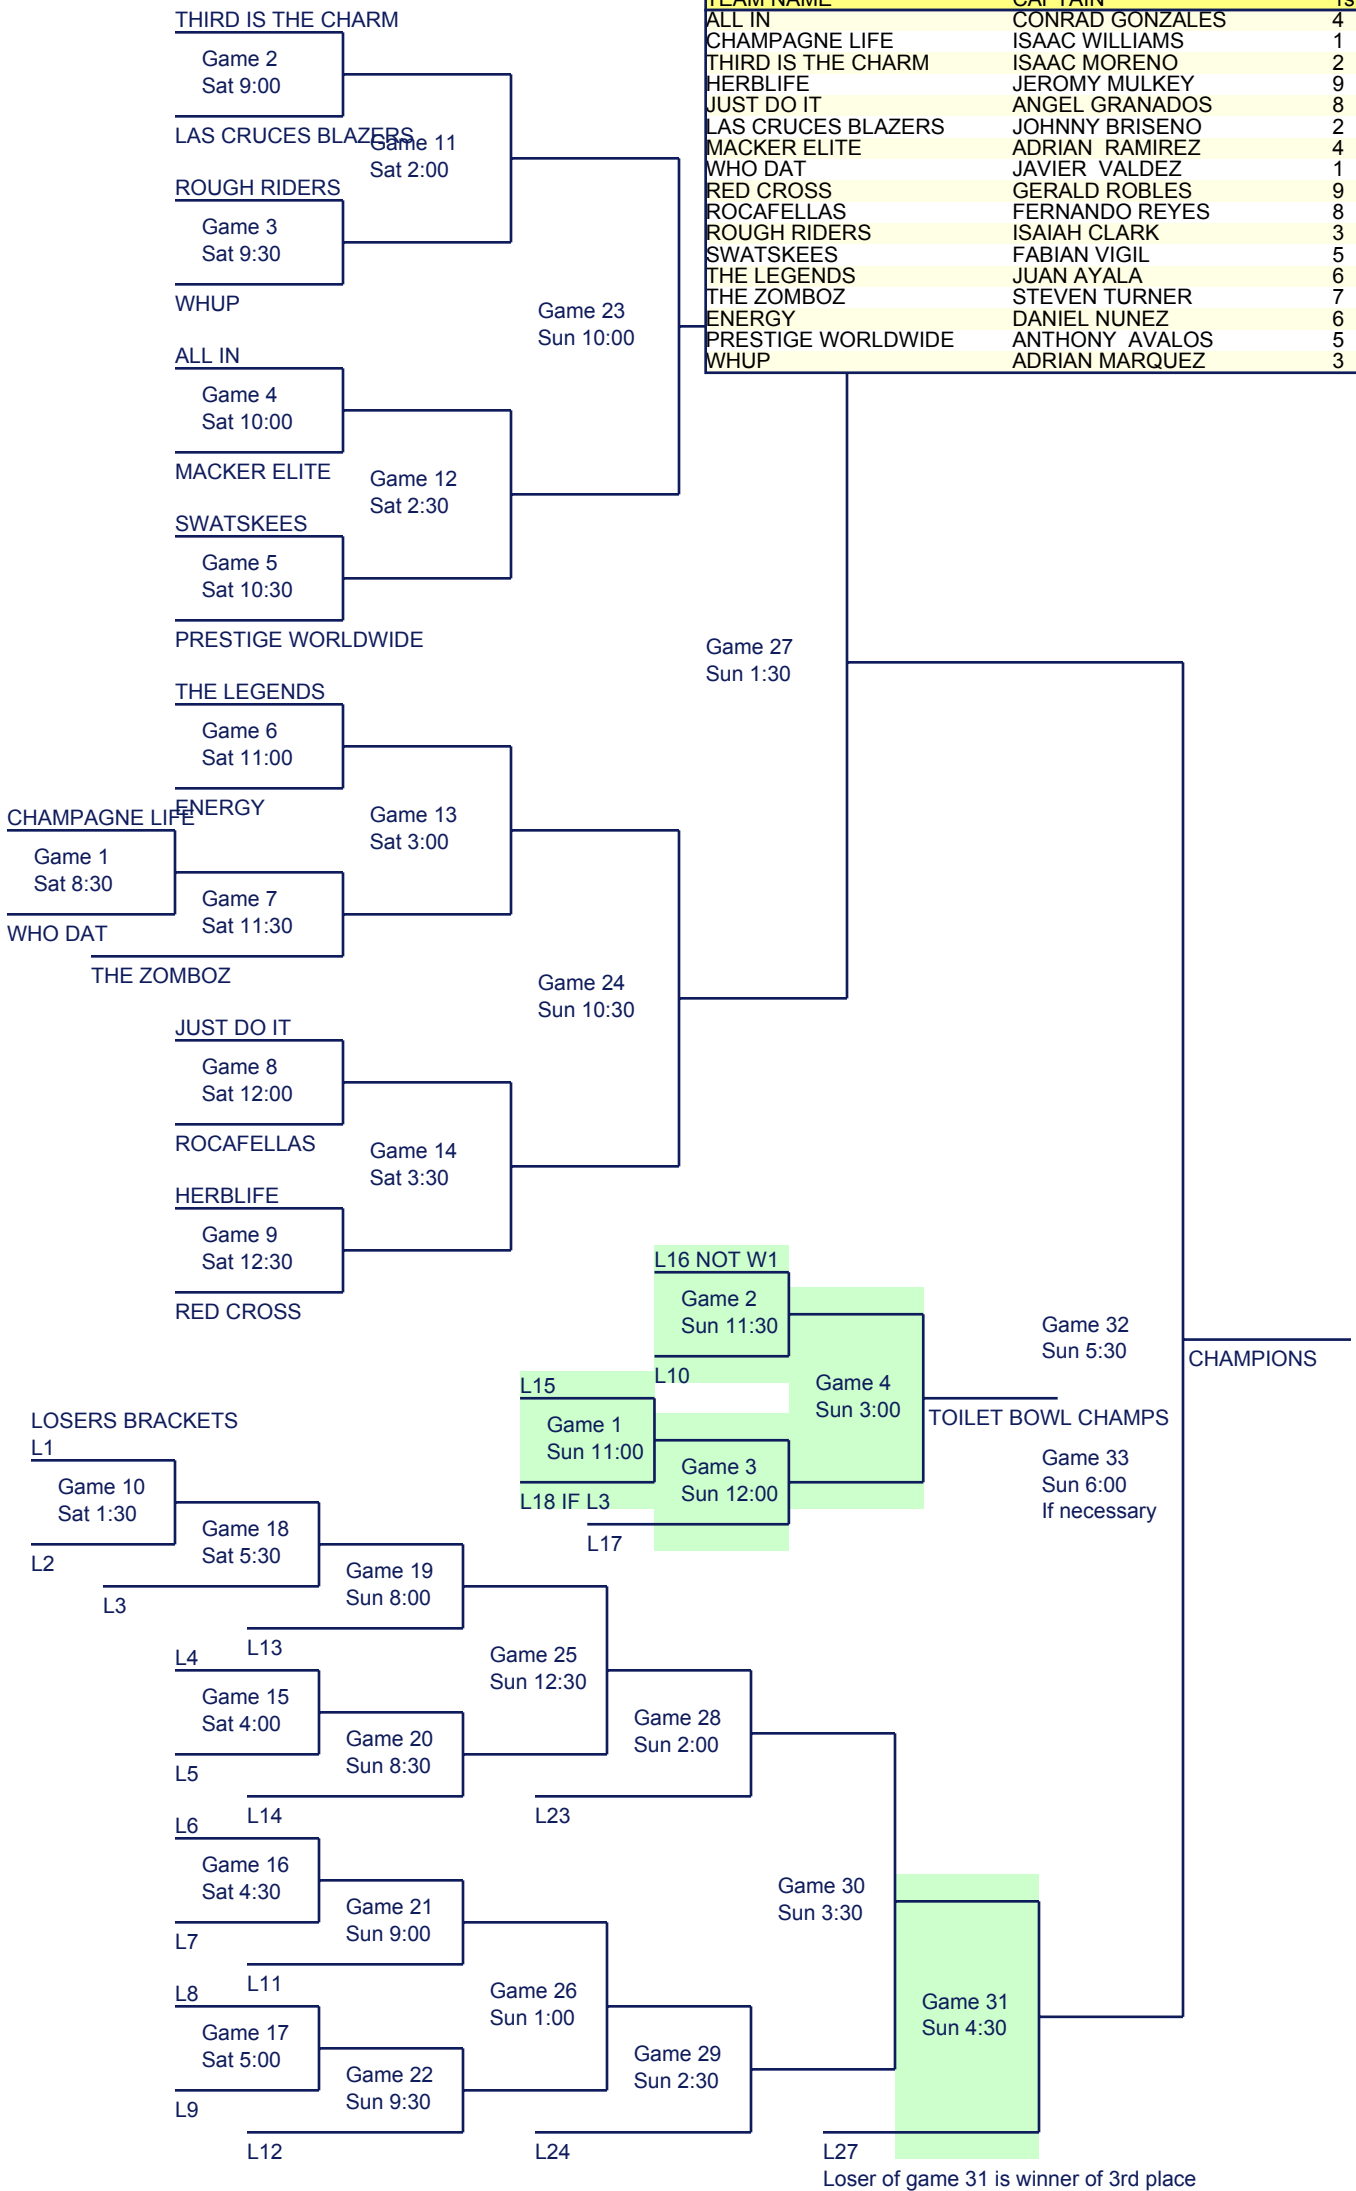 TEAM NAME CAPTAIN
ALL IN CONRAD GONZALES 4
CHAMPAGNE LIFE ISAAC WILLIAMS 1
THIRD IS THE CHARM ISAAC MORENO 2
HERBLIFE JEROMY MULKEY 9
JUST DO IT ANGEL GRANADOS 8
LAS CRUCES BLAZERS JOHNNY BRISENO 2
MACKER ELITE ADRIAN RAMIREZ 4
WHO DAT JAVIER VALDEZ 1
RED CROSS GERALD ROBLES 9
ROCAFELLAS FERNANDO REYES 8
ROUGH RIDERS ISAIAH CLARK 3
SWATSKEES FABIAN VIGIL 5
THE LEGENDS JUAN AYALA 6
THE ZOMBOZ STEVEN TURNER 7
ENERGY DANIEL NUNEZ 6
PRESTIGE WORLDWIDE ANTHONY AVALOS 5
WHUP ADRIAN MARQUEZ 3
THIRD IS THE CHARM
Game 2
Sat 9:00
LAS CRUCES BLAZERS
Game 11
Sat 2:00
ROUGH RIDERS
Game 3
Sat 9:30
WHUP
Game 23
Sun 10:00
ALL IN
Game 4
Sat 10:00
MACKER ELITE
Game 12
Sat 2:30
SWATSKEES
Game 5
Sat 10:30
PRESTIGE WORLDWIDE
Game 27
Sun 1:30
THE LEGENDS
Game 6
Sat 11:00
ENERGY
CHAMPAGNE LIFE
Game 13
Sat 3:00
Game 1
Sat 8:30
Game 7
Sat 11:30
WHO DAT
THE ZOMBOZ
Game 24
Sun 10:30
JUST DO IT
Game 8
Sat 12:00
ROCAFELLAS
Game 14
Sat 3:30
HERBLIFE
Game 9
Sat 12:30
RED CROSS
L16 NOT W1
Game 2
Sun 11:30
L10
Game 32
Sun 5:30
CHAMPIONS
L15
Game 4
Sun 3:00
TOILET BOWL CHAMPS
Game 1
Sun 11:00
L18 IF L3
Game 3
Sun 12:00
L17
Game 33
Sun 6:00
If necessary
LOSERS BRACKETS
L1
Game 10
Sat 1:30
L2
Game 18
Sat 5:30
L3
Game 19
Sun 8:00
L13
L4
Game 25
Sun 12:30
Game 15
Sat 4:00
L5
Game 20
Sun 8:30
L14
Game 28
Sun 2:00
L23
L6
Game 16
Sat 4:30
L7
Game 21
Sun 9:00
L11
Game 30
Sun 3:30
L8
Game 26
Sun 1:00
Game 31
Sun 4:30
Game 17
Sat 5:00
L9
Game 22
Sun 9:30
L12
Game 29
Sun 2:30
L24
L27
Loser of game 31 is winner of 3rd place